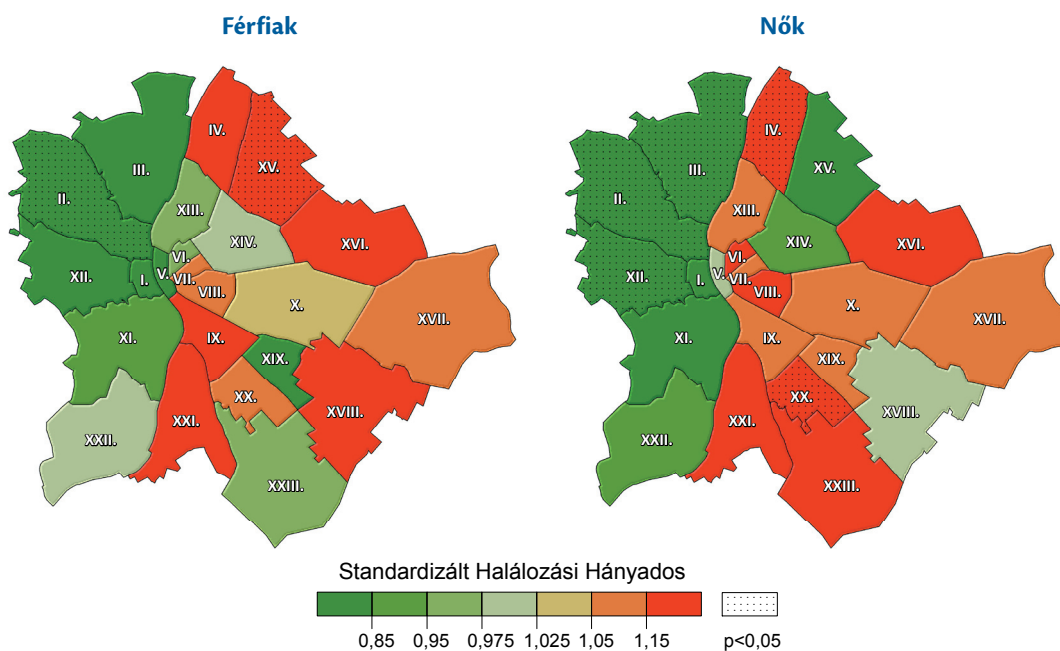 Férfiak
IV.
XV.
III.
II.
XIII.
XIV.
XVI.
VI.
XII.
I.
V.
VII.
VIII.
X.
XVII.
XI.
IX.
XIX.
XX.
XVIII.
XXII.
XXI.
XXIII.
Nők
IV.
XV.
III.
II.
XIII.
XIV.
XVI.
VI.
XII.
I.
V.
VII.
VIII.
X.
XVII.
XI.
IX.
XIX.
XX.
XVIII.
XXII.
XXI.
XXIII.
Standardizált Halálozási Hányados
0,85 0,95 0,975 1,025 1,05 1,15 p<0,05